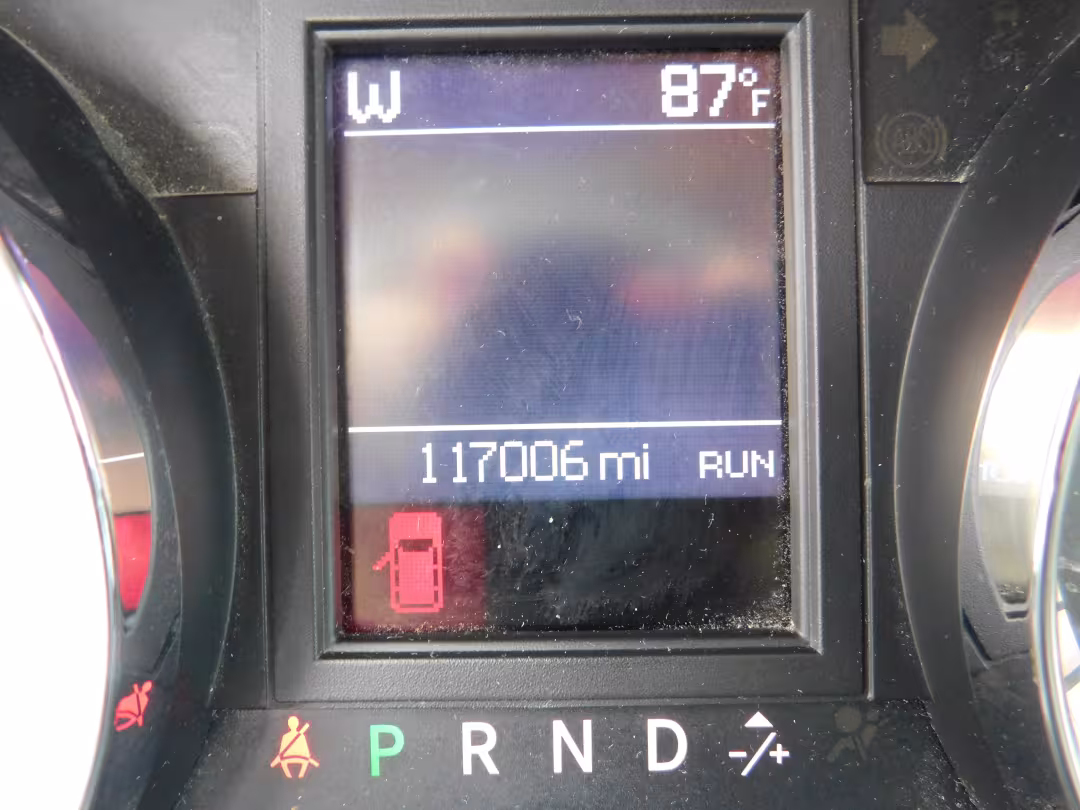 W 87°F
117006 mi RUN
P R N D -/+